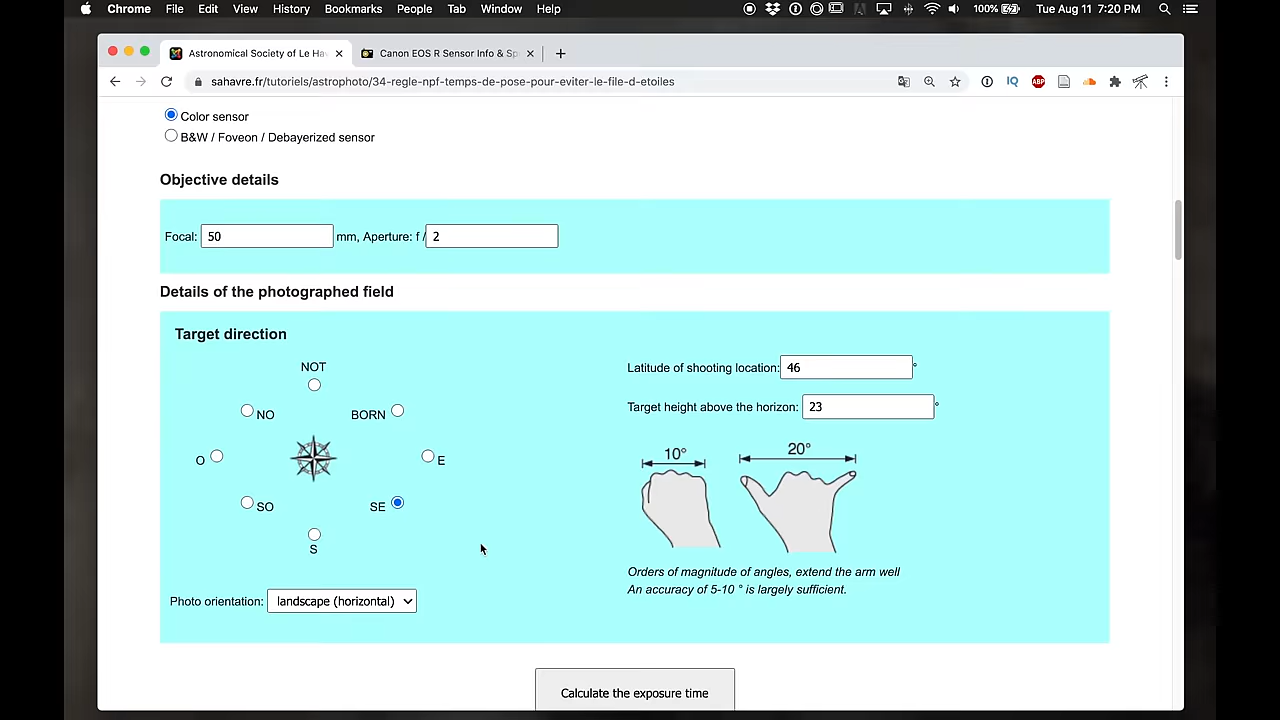 Chrome File Edit View History Bookmarks People Tab Window Help 100% Tue Aug 11 7:20 PM
Astronomical Society of Le Ha Canon EOS R Sensor Info & Sp
sahavre.fr/tutoriels/astrophoto/34-regle-npf-temps-de-pose-pour-eviter-le-file-d-etoiles IQ ABP
Color sensor
B&W / Foveon / Debayerized sensor
Objective details
Focal: 50 mm, Aperture: f / 2
Details of the photographed field
Target direction
NOT
NO BORN
O E
SO SE
S
Photo orientation: landscape (horizontal)
Latitude of shooting location: 46 °
Target height above the horizon: 23 °
10° 20°
Orders of magnitude of angles, extend the arm well
An accuracy of 5-10 ° is largely sufficient.
Calculate the exposure time